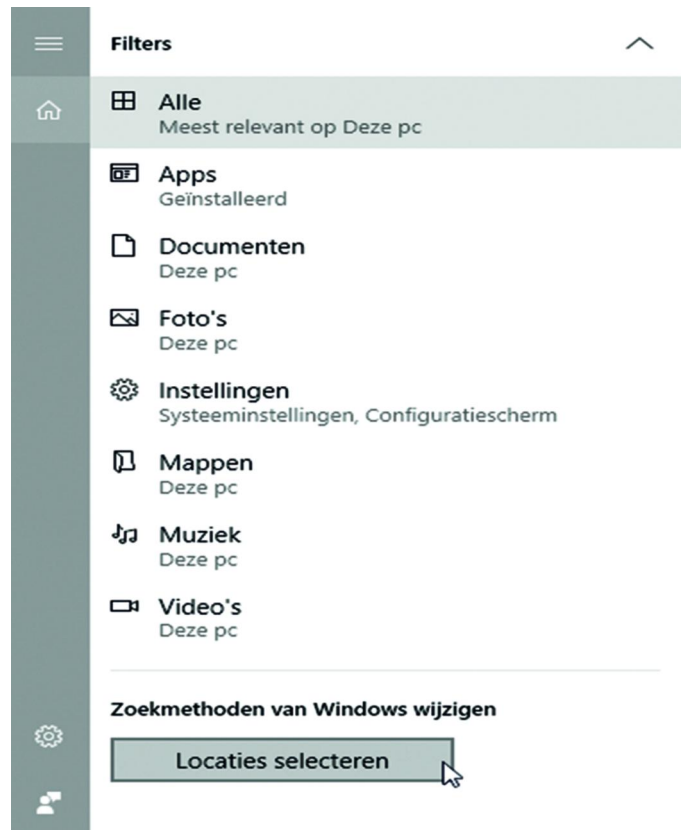 Filters
Alle
Meest relevant op Deze pc
Apps
Geïnstalleerd
Documenten
Deze pc
Foto's
Deze pc
Instellingen
Systeeminstellingen, Configuratiescherm
Mappen
Deze pc
Muziek
Deze pc
Video's
Deze pc
Zoekmethoden van Windows wijzigen
Locaties selecteren